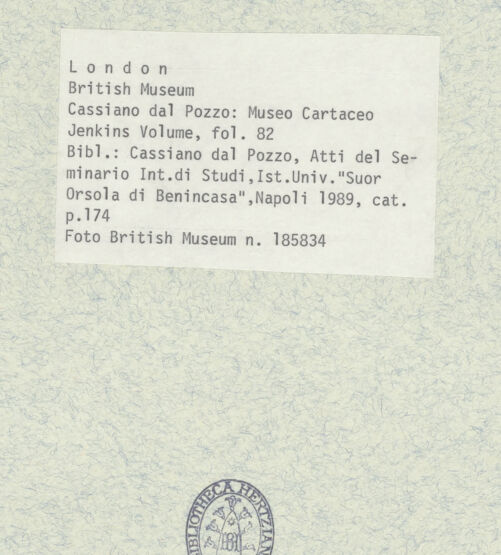 L o n d o n
British Museum
Cassiano dal Pozzo: Museo Cartaceo
Jenkins Volume, fol. 82
Bibl.: Cassiano dal Pozzo, Atti del Se-
minario Int.di Studi,Ist.Univ."Suor
Orsola di Benincasa",Napoli 1989, cat.
p.174
Foto British Museum n. 185834
BIBLIOTHECA HERTZIAN